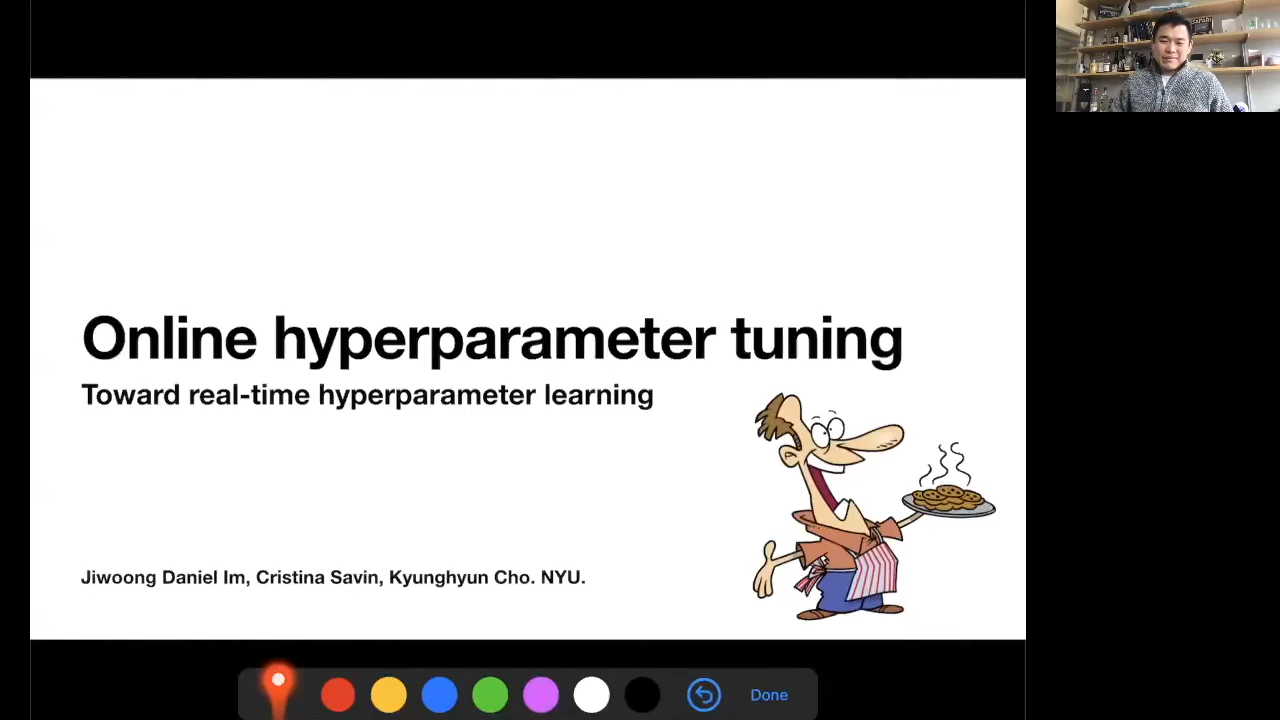 Online hyperparameter tuning
Toward real-time hyperparameter learning
Jiwoong Daniel Im, Cristina Savin, Kyunghyun Cho. NYU.
Done